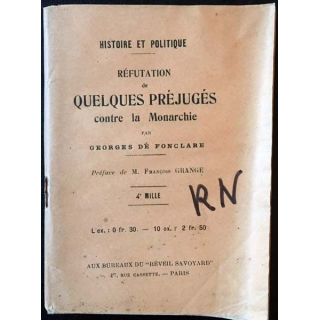 HISTOIRE ET POLITIQUE
RÉFUTATION
de
QUELQUES PRÉJUGÉS
contre la Monarchie
PAR
GEORGES DE FONCLARE
Préface de M. François GRANGE
4e MILLE
RN
L'ex. : 0 fr. 30. — 10 ex. : 2 fr. 50
AUX BUREAUX DU "RÉVEIL SAVOYARD"
47, RUE CASSETTE. — PARIS